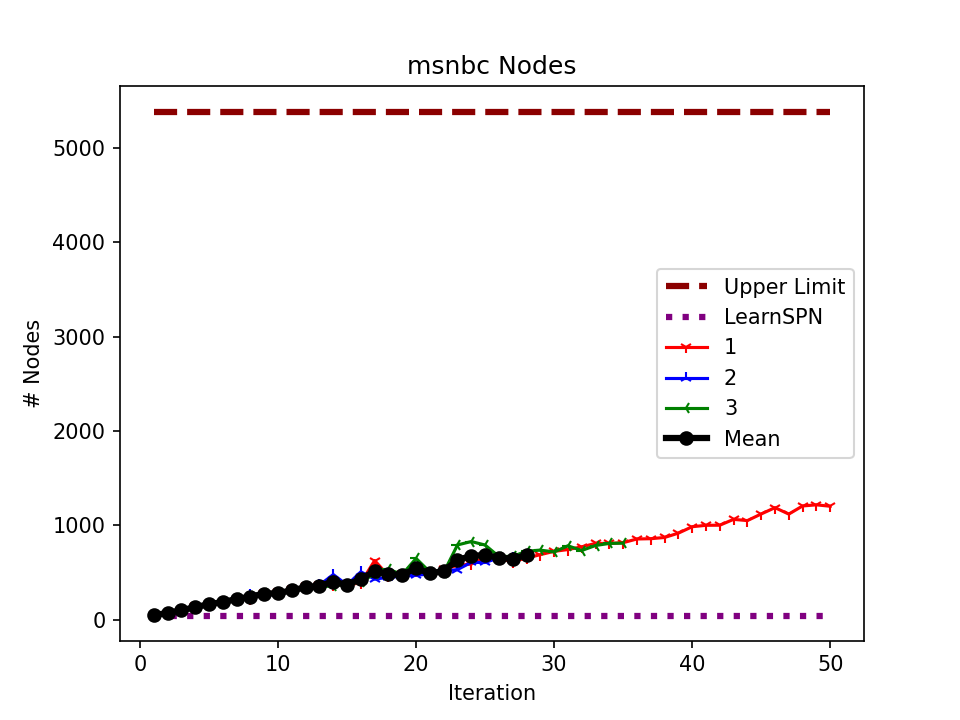 msnbc Nodes
# Nodes
5000
4000
3000
2000
1000
0
Upper Limit
LearnSPN
1
2
3
Mean
0
10
20
30
40
50
Iteration